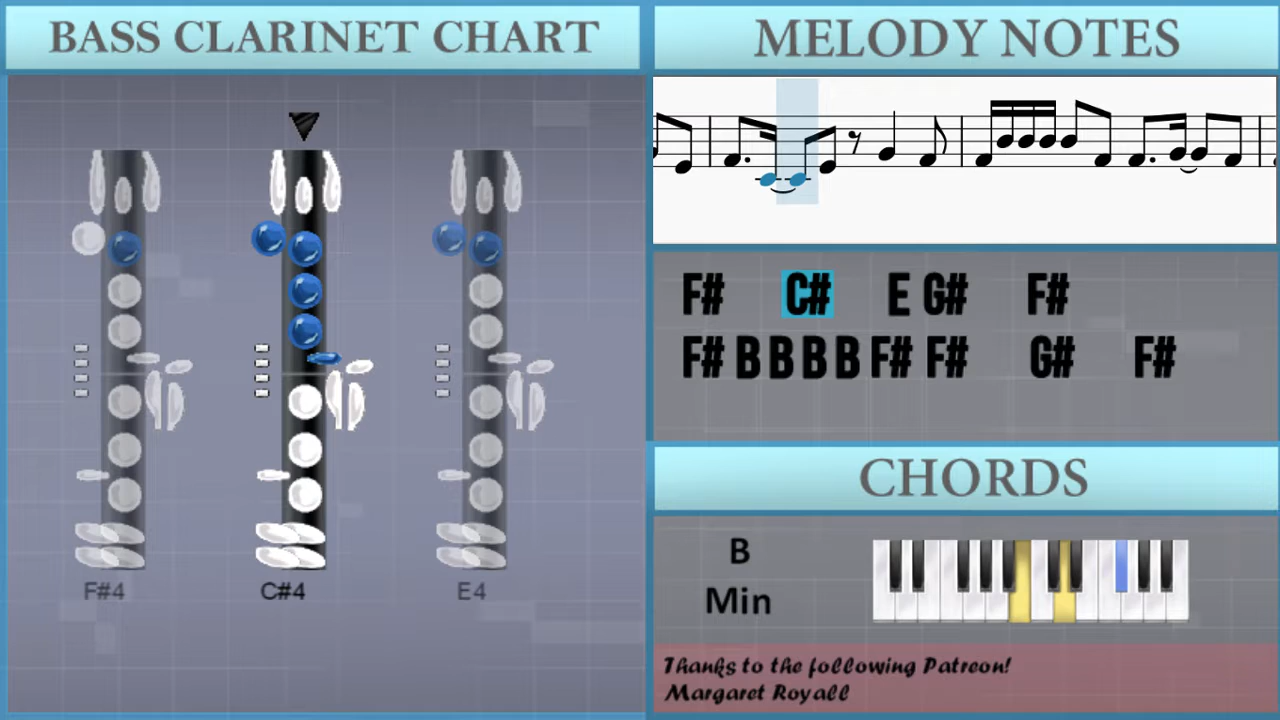 BASS CLARINET CHART
F#4 C#4 E4
MELODY NOTES
F# C# E G# F#
F# B B B B F# F# G# F#
CHORDS
B
Min
Thanks to the following Patreon!
Margaret Royall